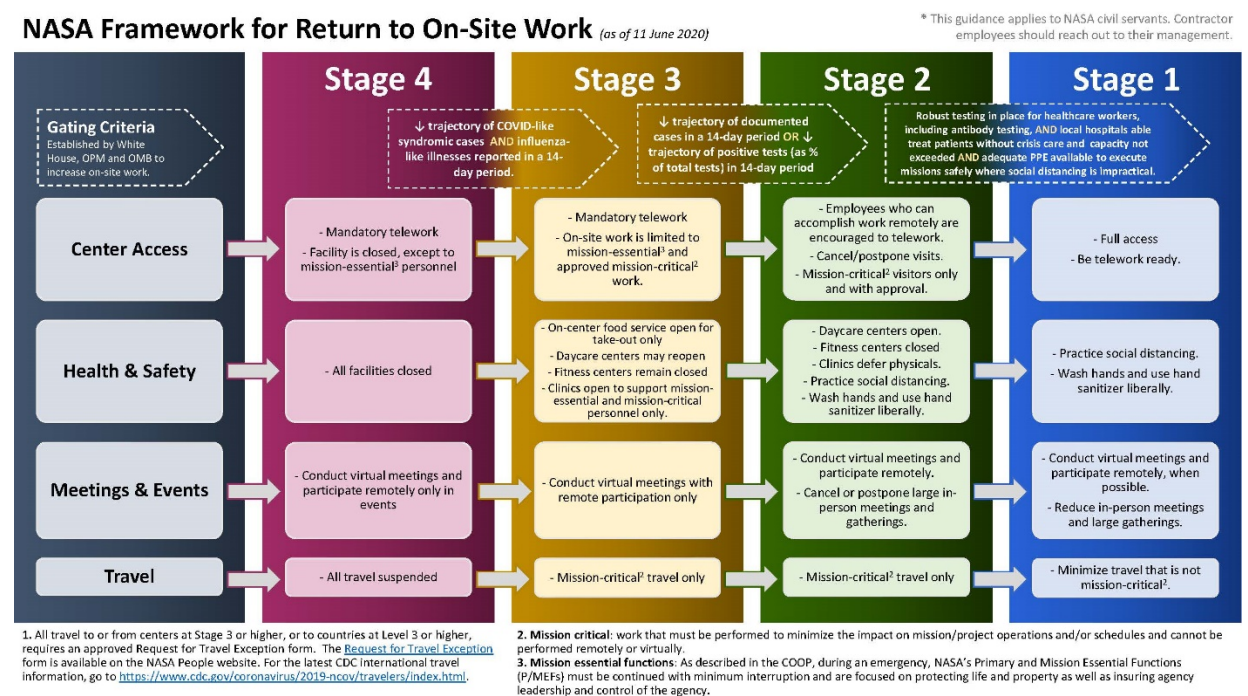 NASA Framework for Return to On-Site Work (as of 11 June 2020)
* This guidance applies to NASA civil servants. Contractor
employees should reach out to their management.
Stage 4
Stage 3
Stage 2
Stage 1
Gating Criteria
Established by White
House, OPM and OMB to
increase on-site work.
↓ trajectory of COVID-like
syndromic cases AND influenza-
like illnesses reported in a 14-
day period.
↓ trajectory of documented
cases in a 14-day period OR ↓
trajectory of positive tests (as %
of total tests) in 14-day period
Robust testing in place for healthcare workers,
including antibody testing, AND local hospitals able
treat patients without crisis care and capacity not
exceeded AND adequate PPE available to execute
missions safely where social distancing is impractical.
Center Access
- Mandatory telework
- Facility is closed, except to
mission-essential³ personnel
- Mandatory telework
- On-site work is limited to
mission-essential³ and
approved mission-critical²
work.
- Employees who can
accomplish work remotely are
encouraged to telework.
- Cancel/postpone visits.
- Mission-critical² visitors only
and with approval.
- Full access
- Be telework ready.
Health & Safety
- All facilities closed
- On-center food service open for
take-out only
- Daycare centers may reopen
- Fitness centers remain closed
- Clinics open to support mission-
essential and mission-critical
personnel only.
- Daycare centers open.
- Fitness centers closed
- Clinics defer physicals.
- Practice social distancing.
- Wash hands and use hand
sanitizer liberally.
- Practice social distancing.
- Wash hands and use hand
sanitizer liberally.
Meetings & Events
- Conduct virtual meetings and
participate remotely only in
events
- Conduct virtual meetings with
remote participation only
- Conduct virtual meetings and
participate remotely.
- Cancel or postpone large in-
person meetings and
gatherings.
- Conduct virtual meetings and
participate remotely, when
possible.
- Reduce in-person meetings
and large gatherings.
Travel
- All travel suspended
- Mission-critical² travel only
- Mission-critical² travel only
- Minimize travel that is not
mission-critical².
1. All travel to or from centers at Stage 3 or higher, or to countries at Level 3 or higher,
requires an approved Request for Travel Exception form. The Request for Travel Exception
form is available on the NASA People website. For the latest CDC international travel
information, go to https://www.cdc.gov/coronavirus/2019-ncov/travelers/index.html.
2. Mission critical: work that must be performed to minimize the impact on mission/project operations and/or schedules and cannot be
performed remotely or virtually.
3. Mission essential functions: As described in the COOP, during an emergency, NASA's Primary and Mission Essential Functions
(P/MEFs) must be continued with minimum interruption and are focused on protecting life and property as well as insuring agency
leadership and control of the agency.